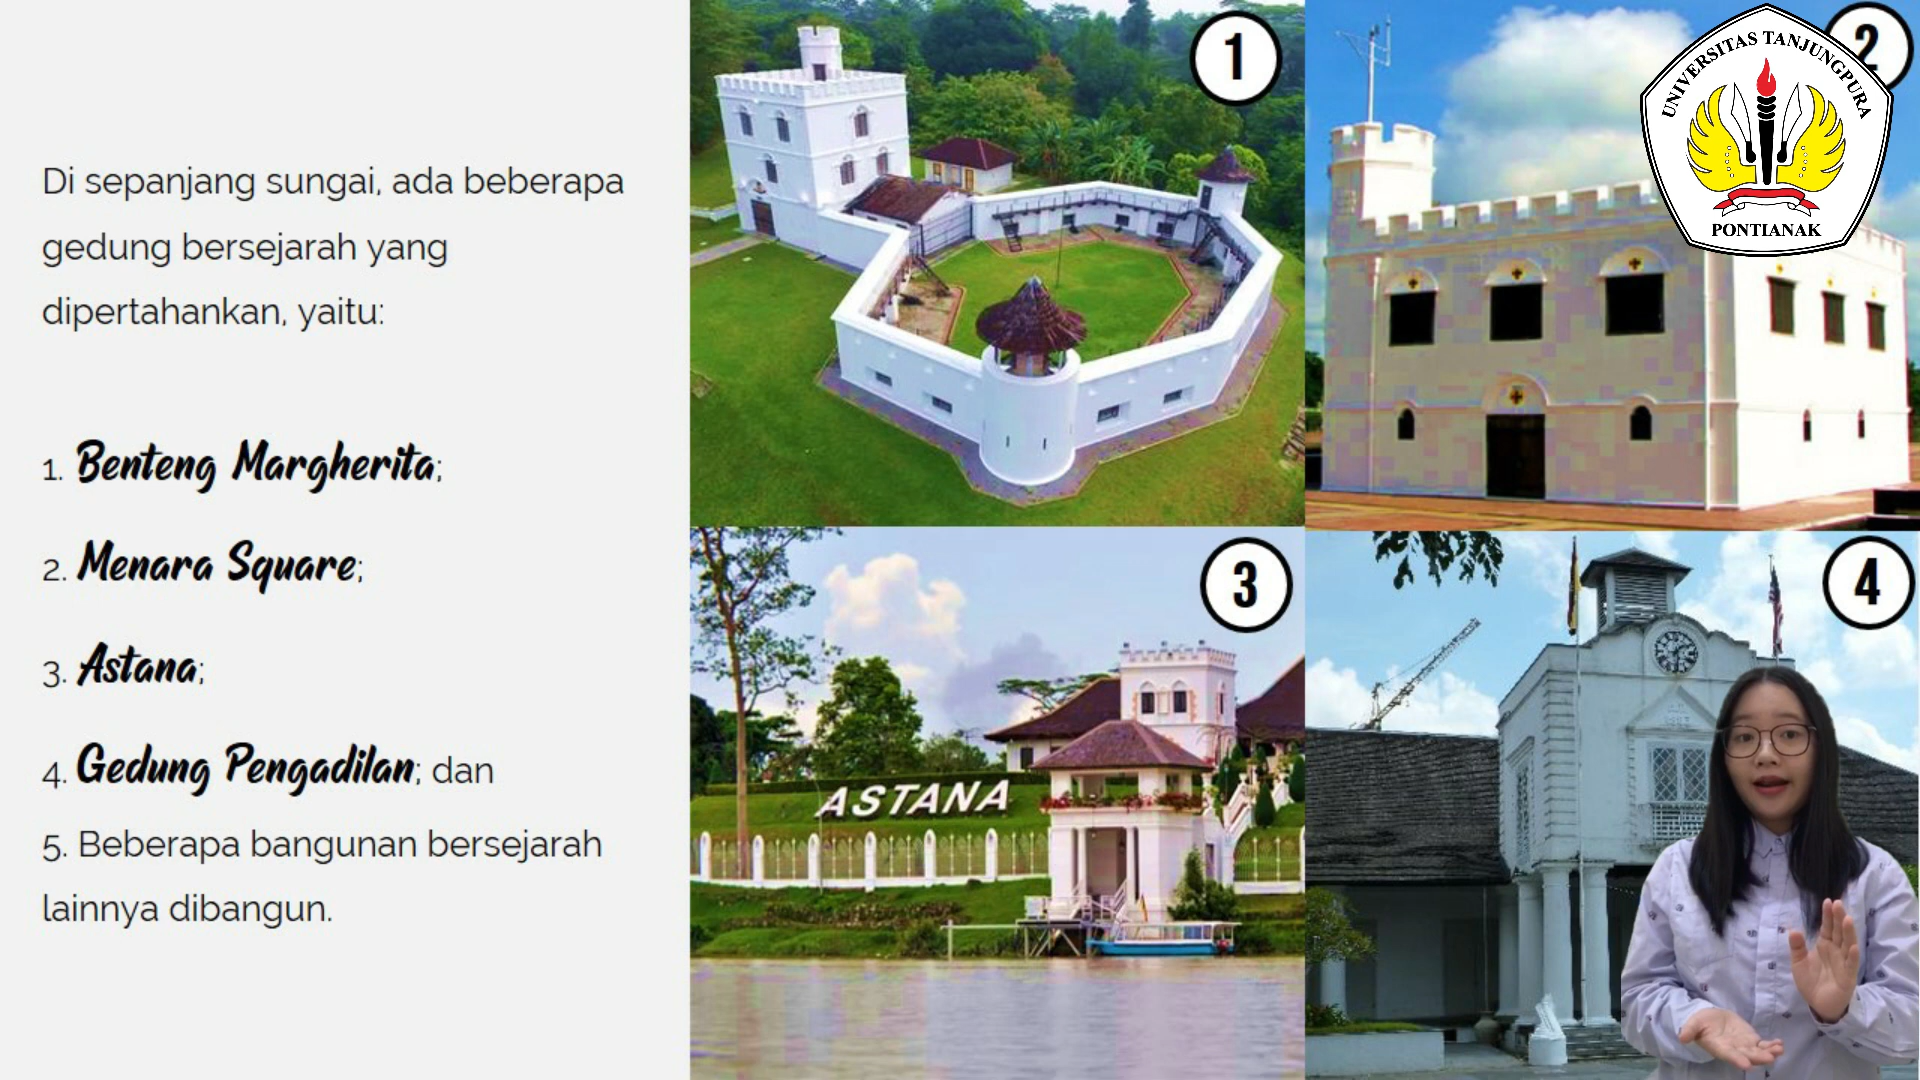 Di sepanjang sungai, ada beberapa
gedung bersejarah yang
dipertahankan, yaitu:
1. Benteng Margherita;
2. Menara Square;
3. Astana;
4. Gedung Pengadilan; dan
5. Beberapa bangunan bersejarah
lainnya dibangun.
1
2
UNIVERSITAS TANJUNGPURA
PONTIANAK
3
ASTANA
4